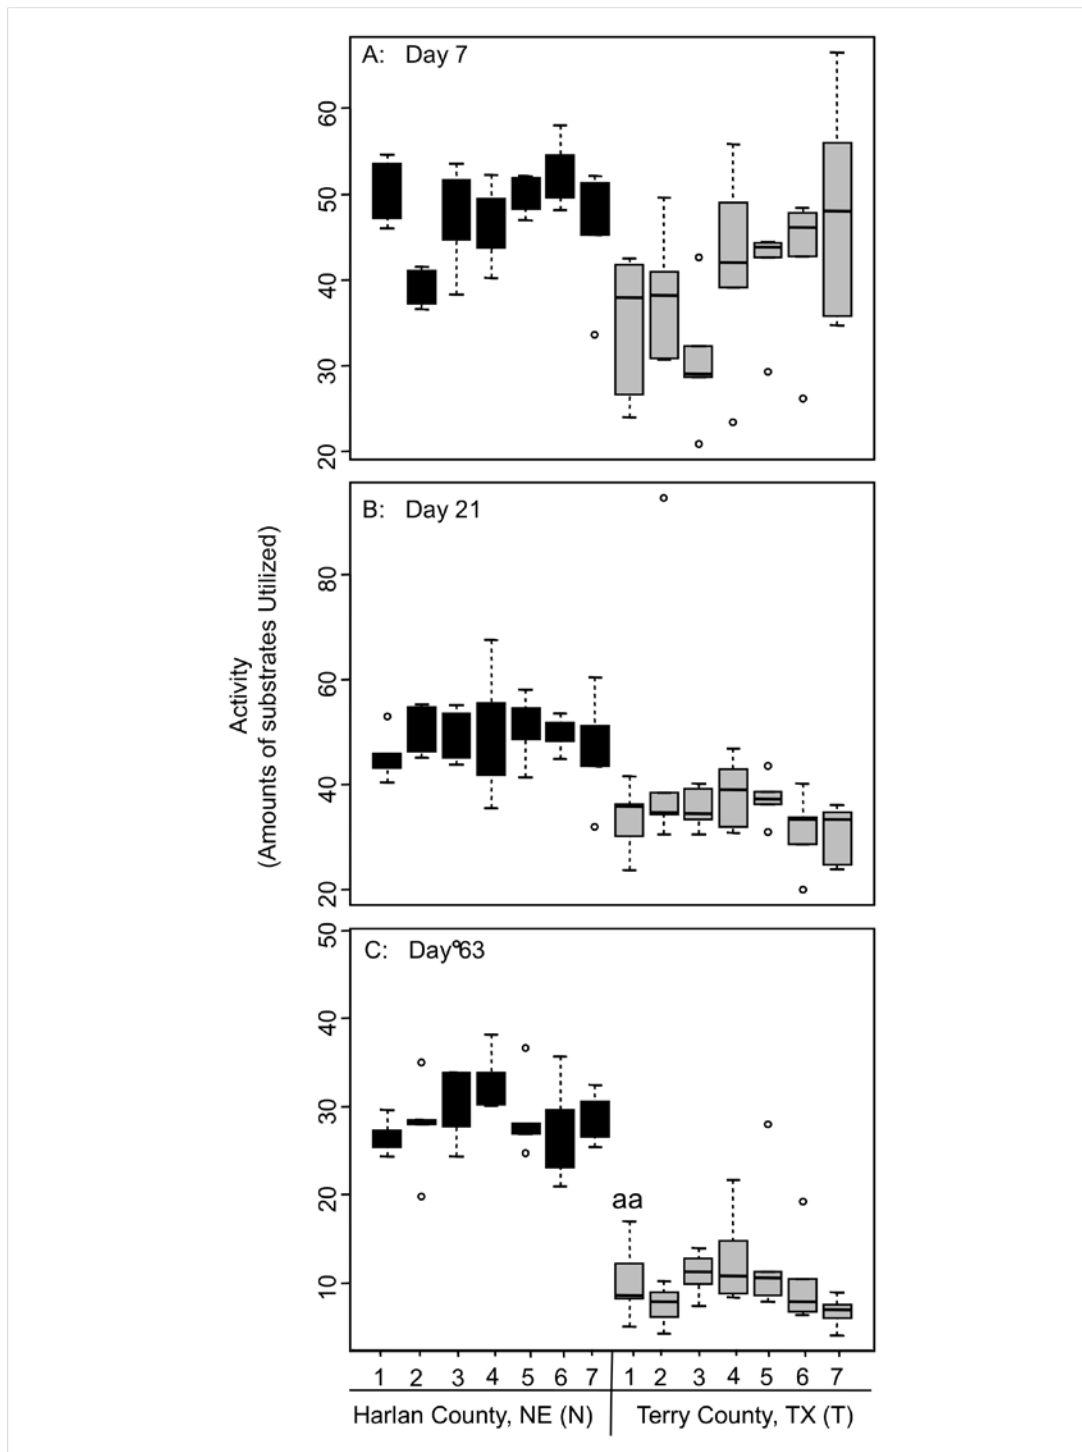 A: Day 7
60
50
40
30
20
B: Day 21
80
60
40
20
Activity
(Amounts of substrates Utilized)
C: Day 63
50
40
30
20
10
aa
1 2 3 4 5 6 7 1 2 3 4 5 6 7
Harlan County, NE (N) Terry County, TX (T)